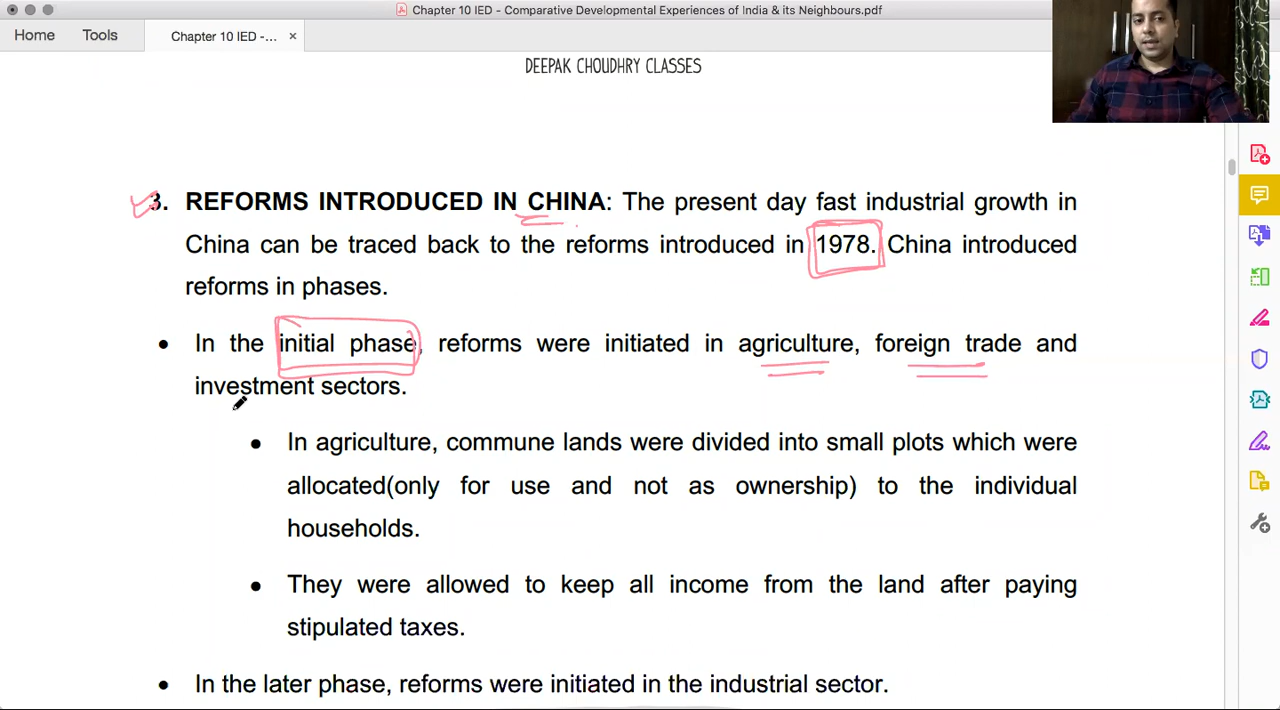 Chapter 10 IED - Comparative Developmental Experiences of India & its Neighbours.pdf
Home Tools Chapter 10 IED -... ×
DEEPAK CHOUDHRY CLASSES
3. REFORMS INTRODUCED IN CHINA: The present day fast industrial growth in
China can be traced back to the reforms introduced in 1978. China introduced
reforms in phases.
• In the initial phase, reforms were initiated in agriculture, foreign trade and
investment sectors.
• In agriculture, commune lands were divided into small plots which were
allocated(only for use and not as ownership) to the individual
households.
• They were allowed to keep all income from the land after paying
stipulated taxes.
• In the later phase, reforms were initiated in the industrial sector.